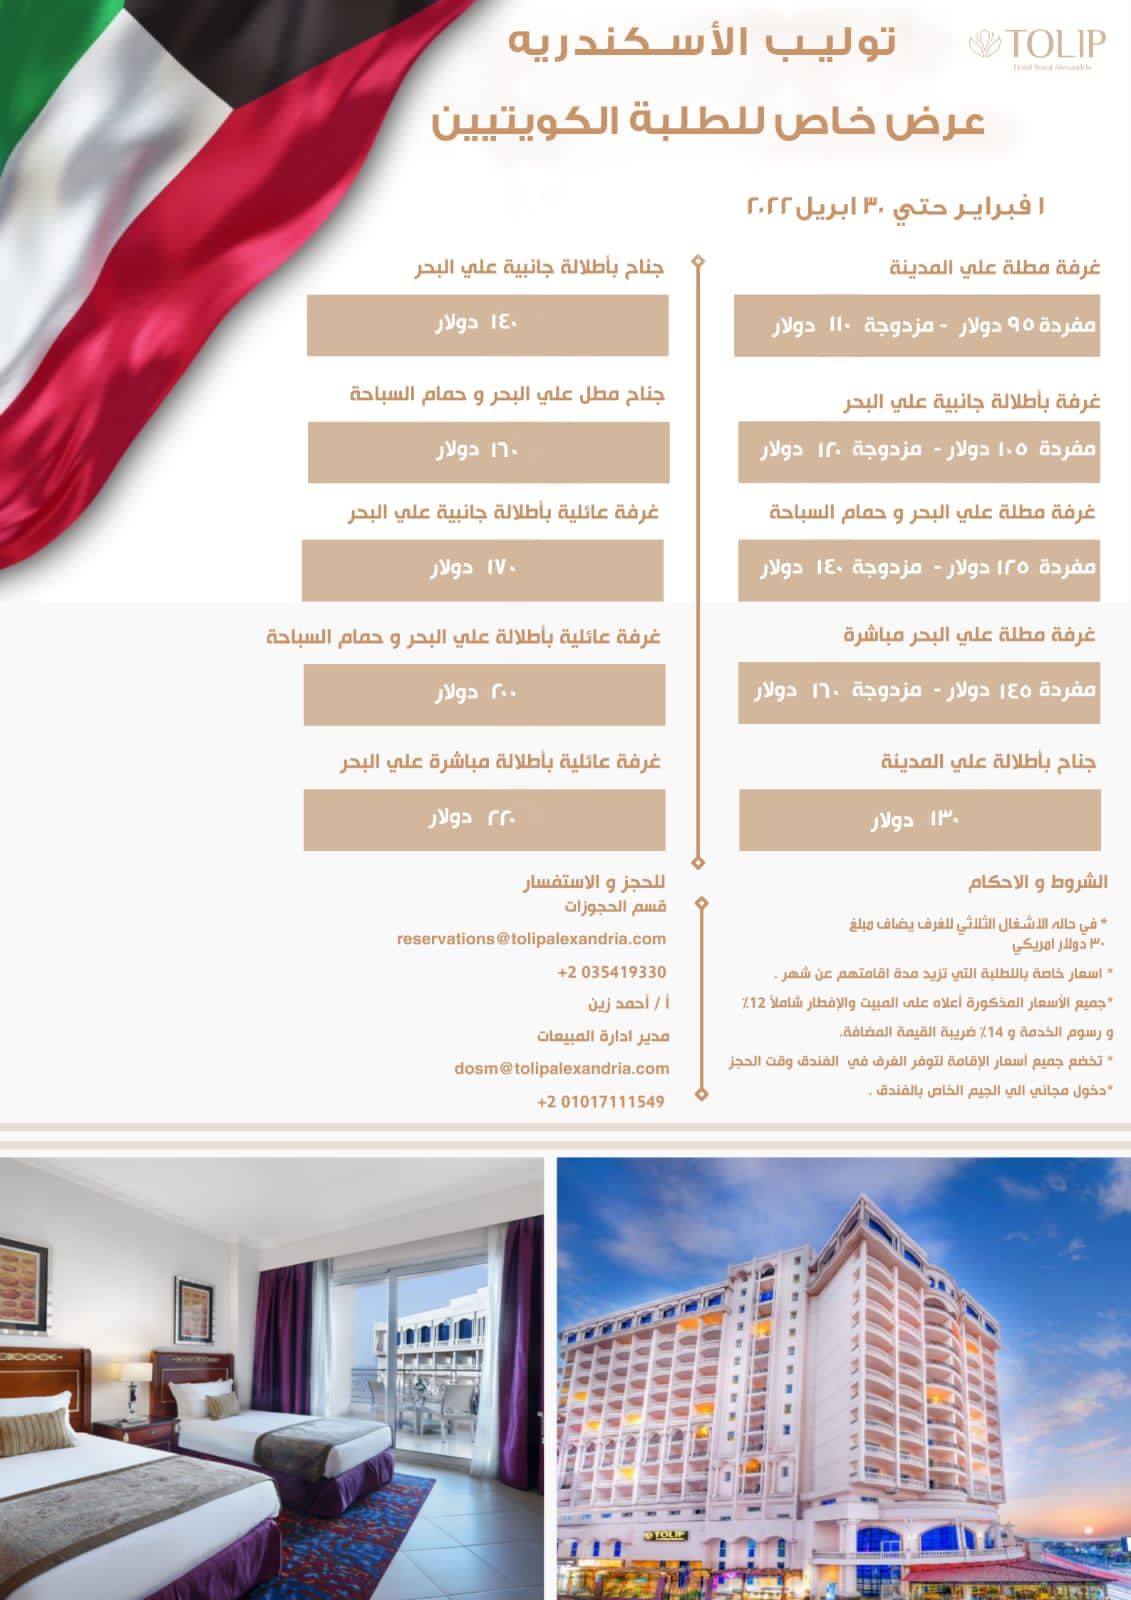 TOLIP
Hotel Royal Alexandria
توليب الأسكندريه
عرض خاص للطلبة الكويتيين
١ فبراير حتي ٣٠ ابريل ٢٠٢٢
غرفة مطلة علي المدينة
مفردة ٩٥ دولار - مزدوجة ١١٠ دولار
غرفة بأطلالة جانبية علي البحر
مفردة ١٠٥ دولار - مزدوجة ١٢٠ دولار
غرفة مطلة علي البحر و حمام السباحة
مفردة ١٢٥ دولار - مزدوجة ١٤٠ دولار
غرفة مطلة علي البحر مباشرة
مفردة ١٤٥ دولار - مزدوجة ١٦٠ دولار
جناح بأطلالة علي المدينة
١٣٠ دولار
جناح بأطلالة جانبية علي البحر
١٤٠ دولار
جناح مطل علي البحر و حمام السباحة
١٦٠ دولار
غرفة عائلية بأطلالة جانبية علي البحر
١٧٠ دولار
غرفة عائلية بأطلالة علي البحر و حمام السباحة
٢٠٠ دولار
غرفة عائلية بأطلالة مباشرة علي البحر
٢٢٠ دولار
الشروط و الاحكام
* في حاله الأشغال الثلاثي للغرف يضاف مبلغ
٣٠ دولار امريكي
* اسعار خاصة باللطلبة التي تزيد مدة اقامتهم عن شهر .
*جميع الأسعار المذكورة أعلاه على المبيت والإفطار شاملأ 12٪
و رسوم الخدمة و 14٪ ضريبة القيمة المضافة.
* تخضع جميع أسعار الإقامة لتوفر الغرف في الفندق وقت الحجز
*دخول مجاني الي الجيم الخاص بالفندق .
للحجز و الاستفسار
قسم الحجوزات
reservations@tolipalexandria.com
+2 035419330
أ / أحمد زين
مدير ادارة المبيعات
dosm@tolipalexandria.com
+2 01017111549
TOLIP